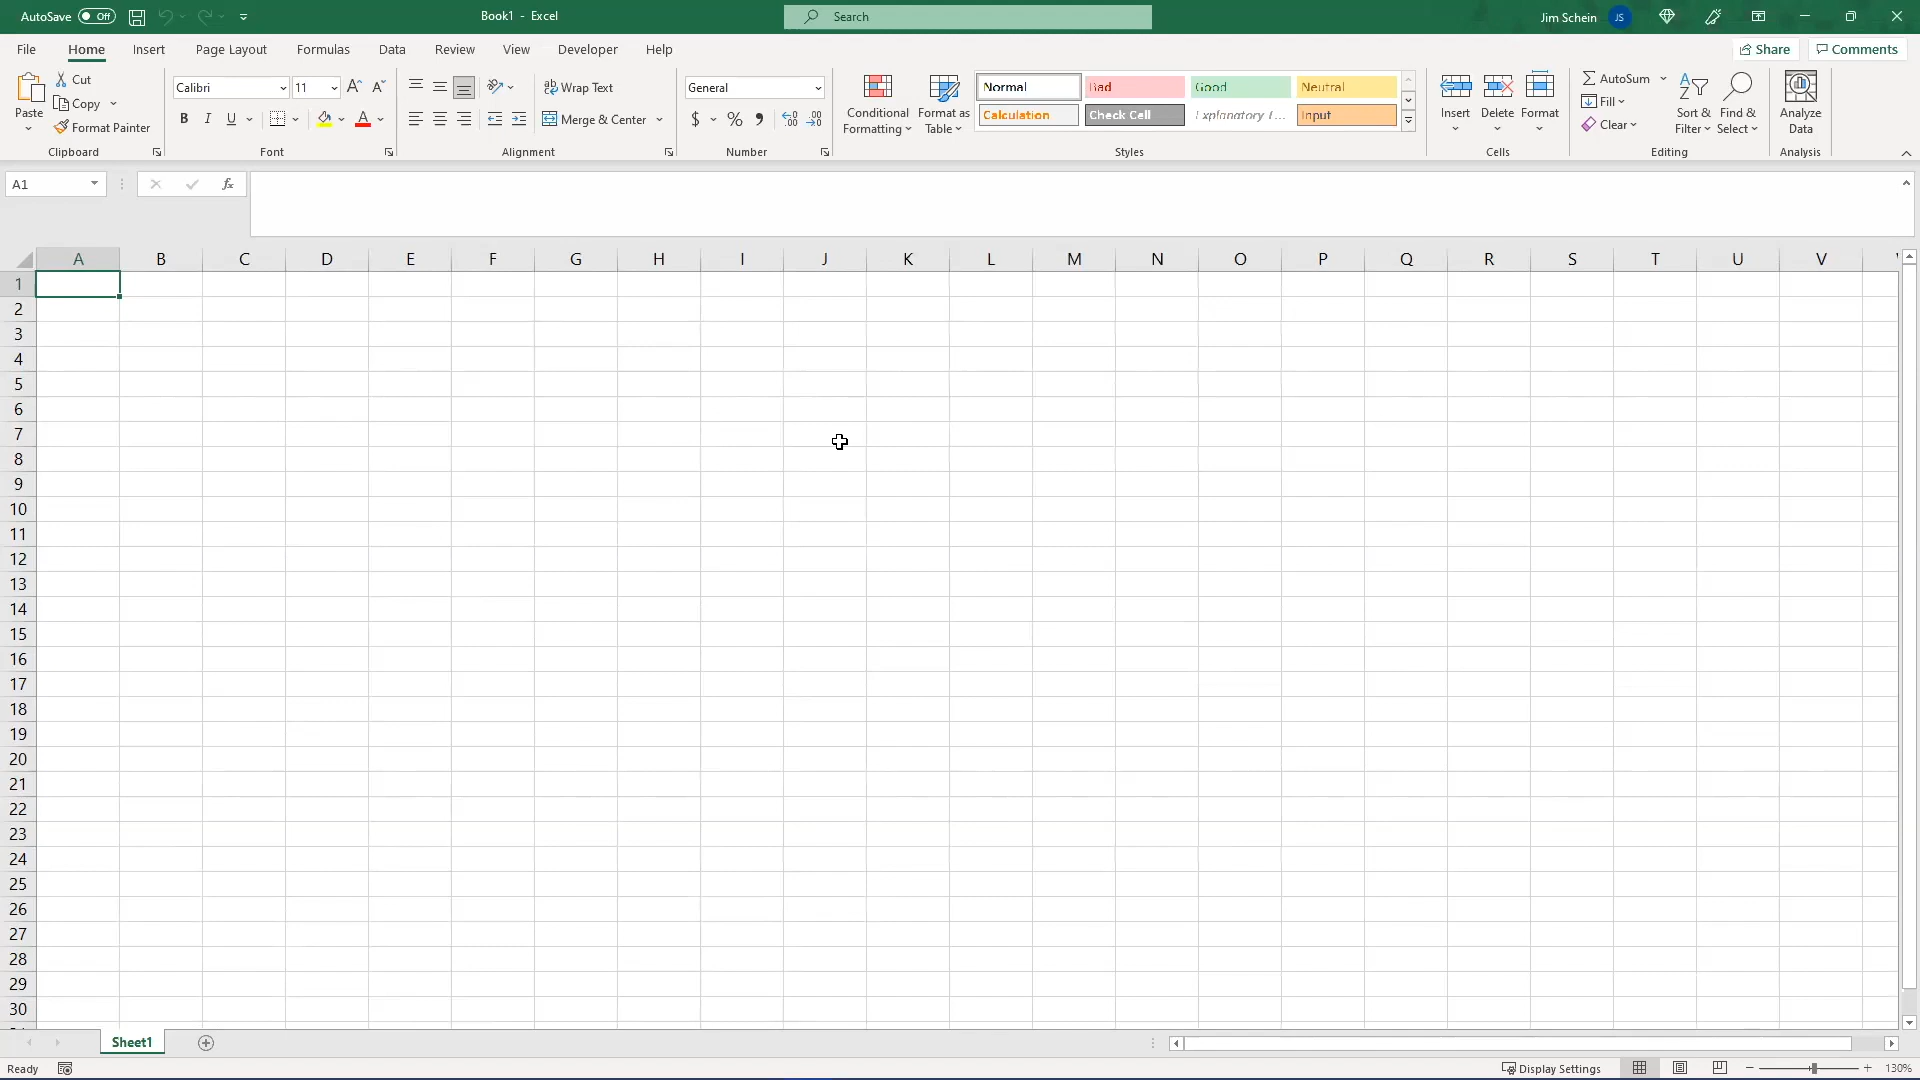 AutoSave Off
Book1 - Excel
Search
Jim Schein JS
File Home Insert Page Layout Formulas Data Review View Developer Help
Share Comments
Paste
Cut
Copy
Format Painter
Clipboard
Calibri 11
B I U
A
Font
Wrap Text
Merge & Center
Alignment
General
$ % ,
Number
Conditional Formatting
Format as Table
Normal Bad Good Neutral
Calculation Check Cell Explanatory T... Input
Styles
Insert Delete Format
Cells
AutoSum
Fill
Clear
Sort & Filter
Find & Select
Editing
Analyze Data
Analysis
A1
fx
A B C D E F G H I J K L M N O P Q R S T U V
1
2
3
4
5
6
7
8
9
10
11
12
13
14
15
16
17
18
19
20
21
22
23
24
25
26
27
28
29
30
Sheet1
Ready
Display Settings
130%